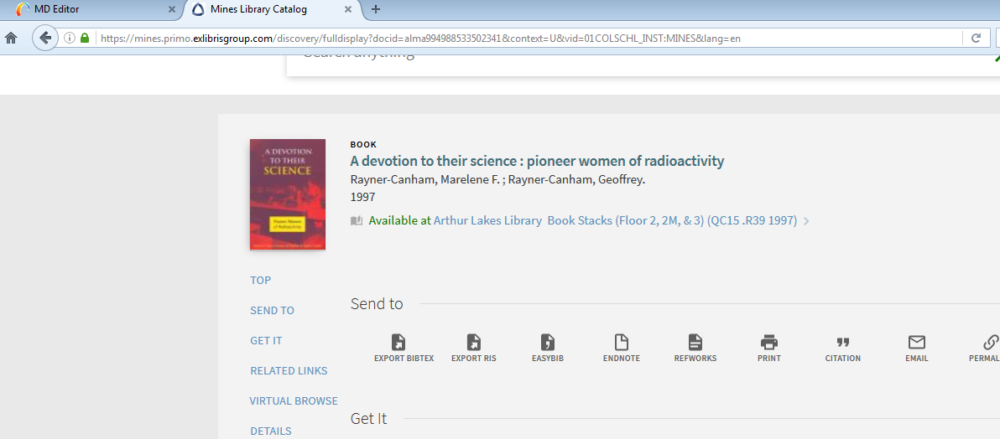 MD Editor
Mines Library Catalog
https://mines.primo.exlibrisgroup.com/discovery/fulldisplay?docid=alma994988533502341&context=U&vid=01COLSCHL_INST:MINES&lang=en
Search anything
A DEVOTION
TO THEIR
SCIENCE
Pioneer Women
of Radioactivity
BOOK
A devotion to their science : pioneer women of radioactivity
Rayner-Canham, Marelene F. ; Rayner-Canham, Geoffrey.
1997
Available at Arthur Lakes Library Book Stacks (Floor 2, 2M, & 3) (QC15 .R39 1997)
TOP
SEND TO
GET IT
RELATED LINKS
VIRTUAL BROWSE
DETAILS
Send to
EXPORT BIBTEX
EXPORT RIS
EASYBIB
ENDNOTE
REFWORKS
PRINT
CITATION
EMAIL
PERMAL
Get It